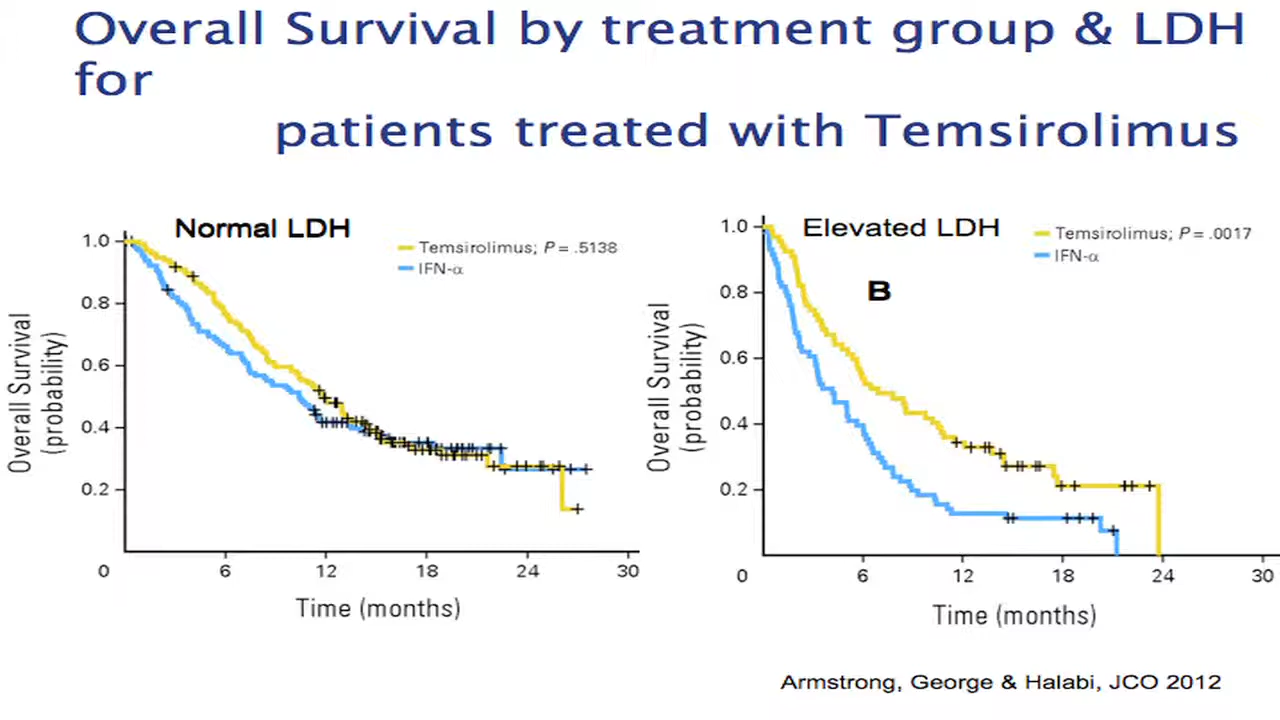 Overall Survival by treatment group & LDH
for
patients treated with Temsirolimus
Normal LDH
Temsirolimus; P = .5138
IFN-α
Overall Survival
(probability)
1.0
0.8
0.6
0.4
0.2
0 6 12 18 24 30
Time (months)
Elevated LDH
Temsirolimus; P = .0017
IFN-α
B
Overall Survival
(probability)
1.0
0.8
0.6
0.4
0.2
0 6 12 18 24 30
Time (months)
Armstrong, George & Halabi, JCO 2012